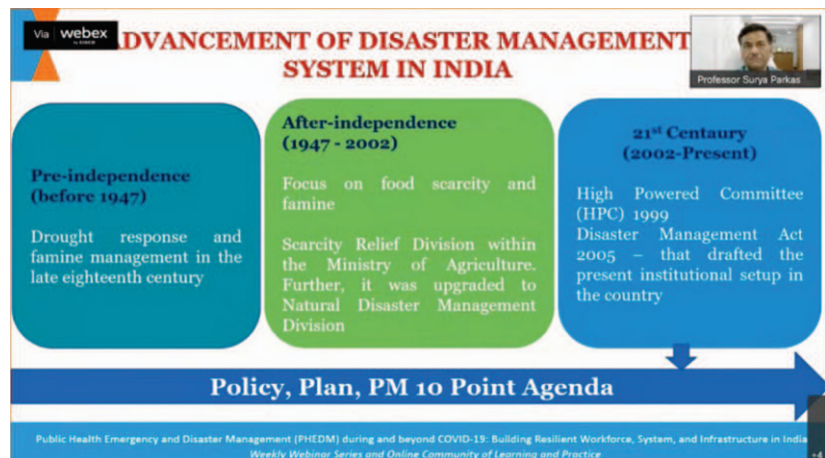 Via webex
ADVANCEMENT OF DISASTER MANAGEMENT
SYSTEM IN INDIA
Professor Surya Parkas
Pre-independence
(before 1947)
Drought response and
famine management in the
late eighteenth century
After-independence
(1947 - 2002)
Focus on food scarcity and
famine
Scarcity Relief Division within
the Ministry of Agriculture.
Further, it was upgraded to
Natural Disaster Management
Division
21st Centaury
(2002-Present)
High Powered Committee
(HPC) 1999
Disaster Management Act
2005 – that drafted the
present institutional setup in
the country
Policy, Plan, PM 10 Point Agenda
Public Health Emergency and Disaster Management (PHEDM) during and beyond COVID-19: Building Resilient Workforce, System, and Infrastructure in India
Weekly Webinar Series and Online Community of Learning and Practice